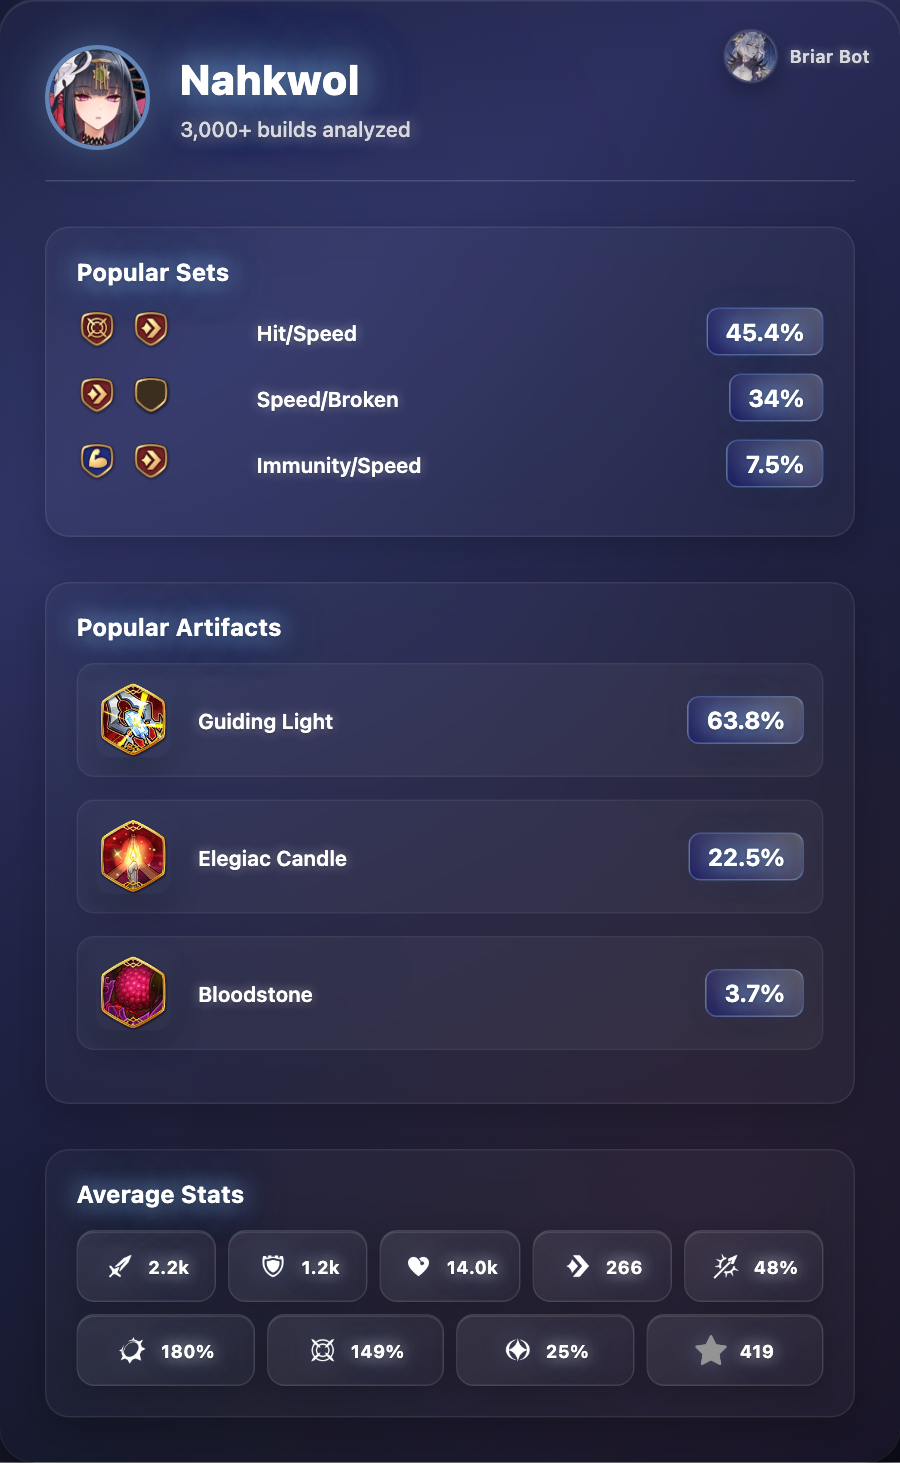 Nahkwol
3,000+ builds analyzed
Briar Bot
Popular Sets
Hit/Speed
45.4%
Speed/Broken
34%
Immunity/Speed
7.5%
Popular Artifacts
Guiding Light
63.8%
Elegiac Candle
22.5%
Bloodstone
3.7%
Average Stats
2.2k
1.2k
14.0k
266
48%
180%
149%
25%
419